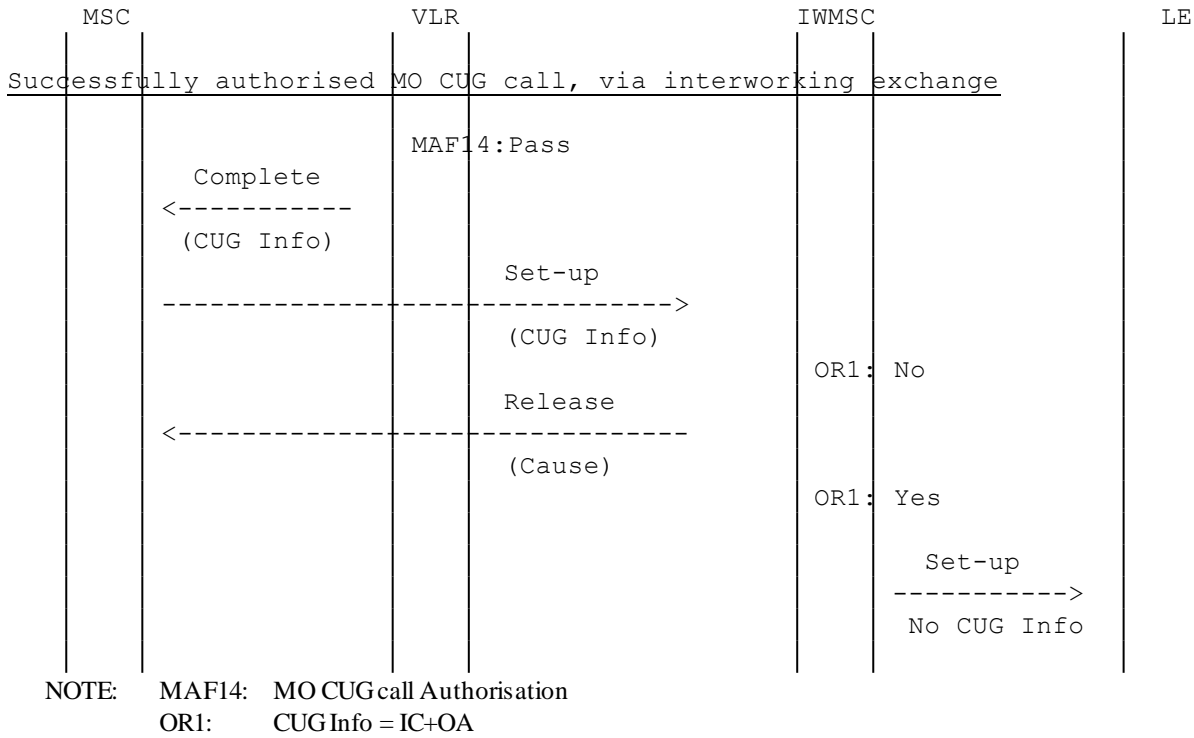 MSC VLR IWMSC LE
Successfully authorised MO CUG call, via interworking exchange
MAF14:Pass
Complete
<-----------
(CUG Info)
Set-up
-------------------------------->
(CUG Info)
OR1: No
Release
<--------------------------------
(Cause)
OR1: Yes
Set-up
----------->
No CUG Info
NOTE: MAF14: MO CUG call Authorisation
OR1: CUG Info = IC+OA